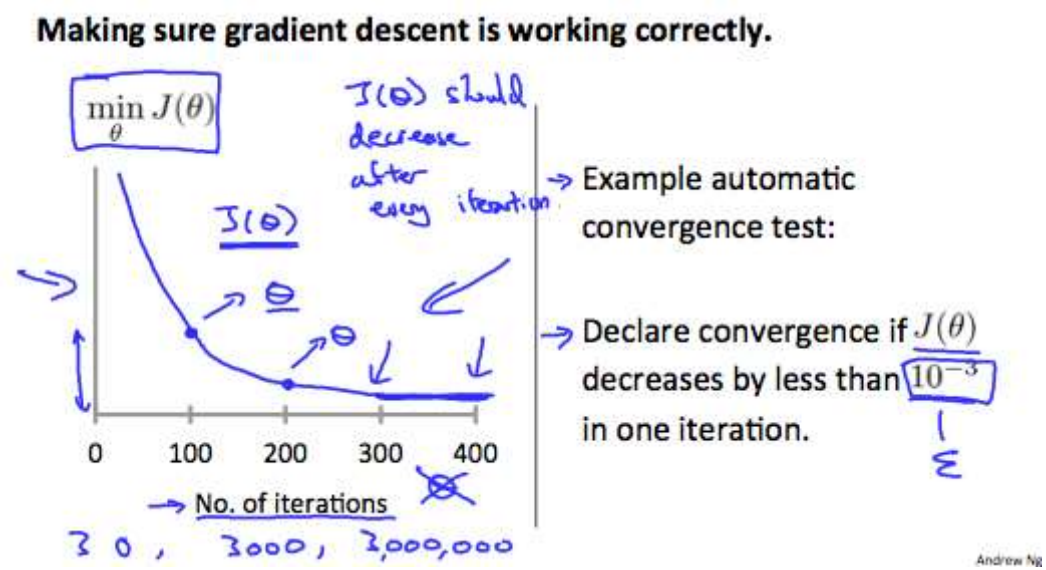 Making sure gradient descent is working correctly.
min J(θ)
θ
J(θ) should
decrease
after
every iteration.
J(θ)
θ
θ
0 100 200 300 400
→ No. of iterations
θ
30, 3000, 3,000,000
→ Example automatic
convergence test:
→ Declare convergence if J(θ)
decreases by less than 10⁻³
in one iteration.
ε
Andrew Ng